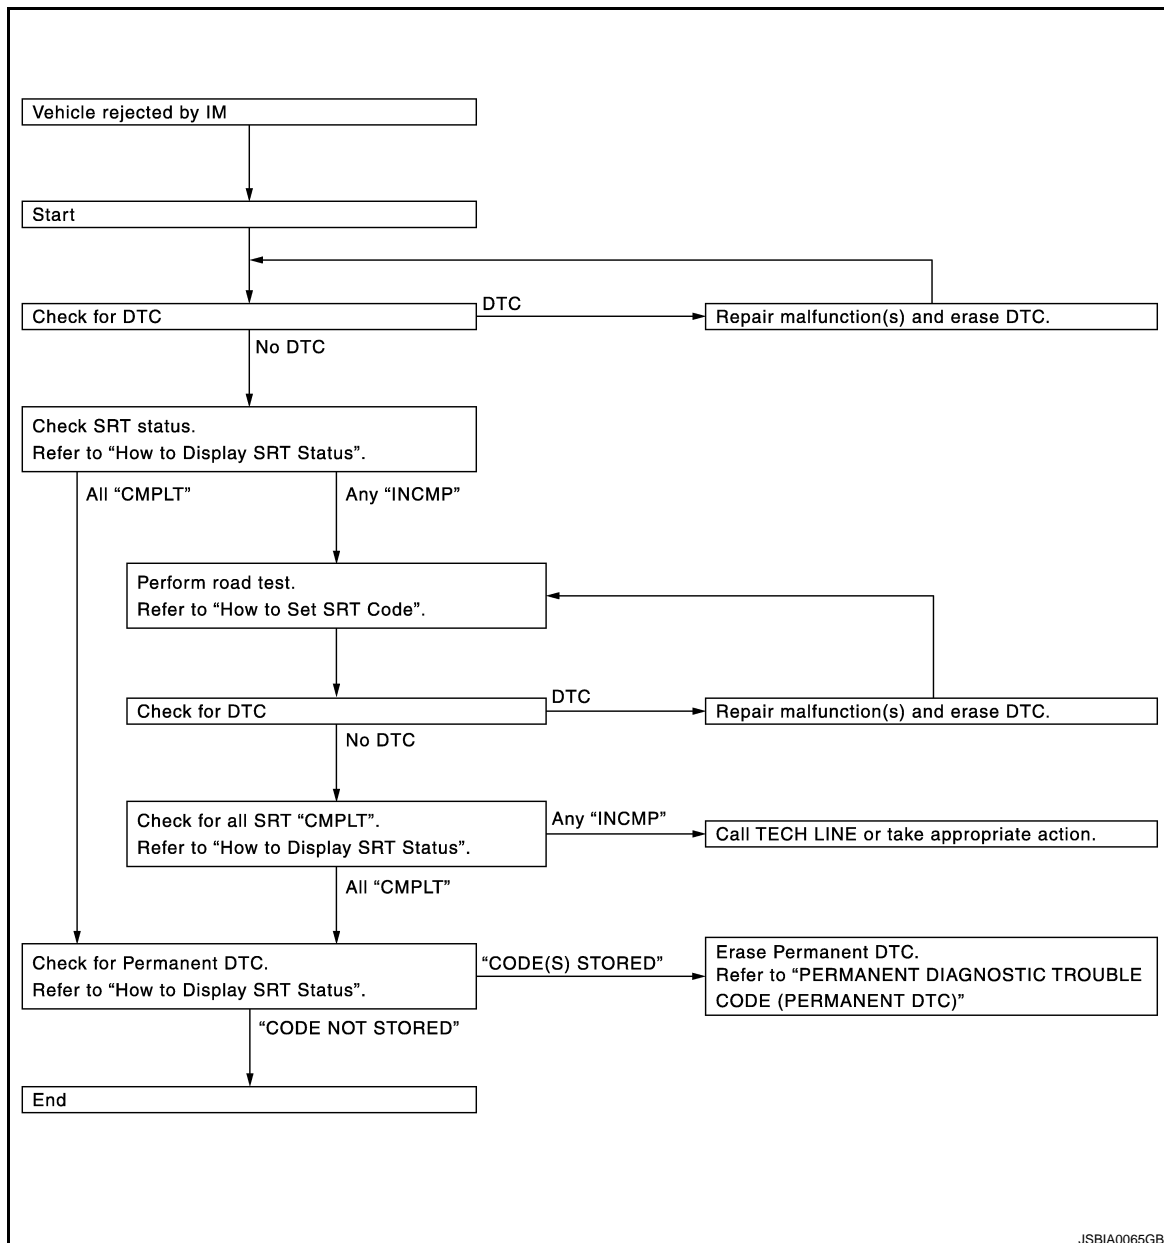 Vehicle rejected by IM
Start
Check for DTC
DTC
Repair malfunction(s) and erase DTC.
No DTC
Check SRT status.
Refer to “How to Display SRT Status”.
All “CMPLT”
Any “INCMP”
Perform road test.
Refer to “How to Set SRT Code”.
Check for DTC
DTC
Repair malfunction(s) and erase DTC.
No DTC
Check for all SRT “CMPLT”.
Refer to “How to Display SRT Status”.
Any “INCMP”
Call TECH LINE or take appropriate action.
All “CMPLT”
Check for Permanent DTC.
Refer to “How to Display SRT Status”.
“CODE(S) STORED”
Erase Permanent DTC.
Refer to “PERMANENT DIAGNOSTIC TROUBLE
CODE (PERMANENT DTC)”
“CODE NOT STORED”
End
JSBIA0065GB